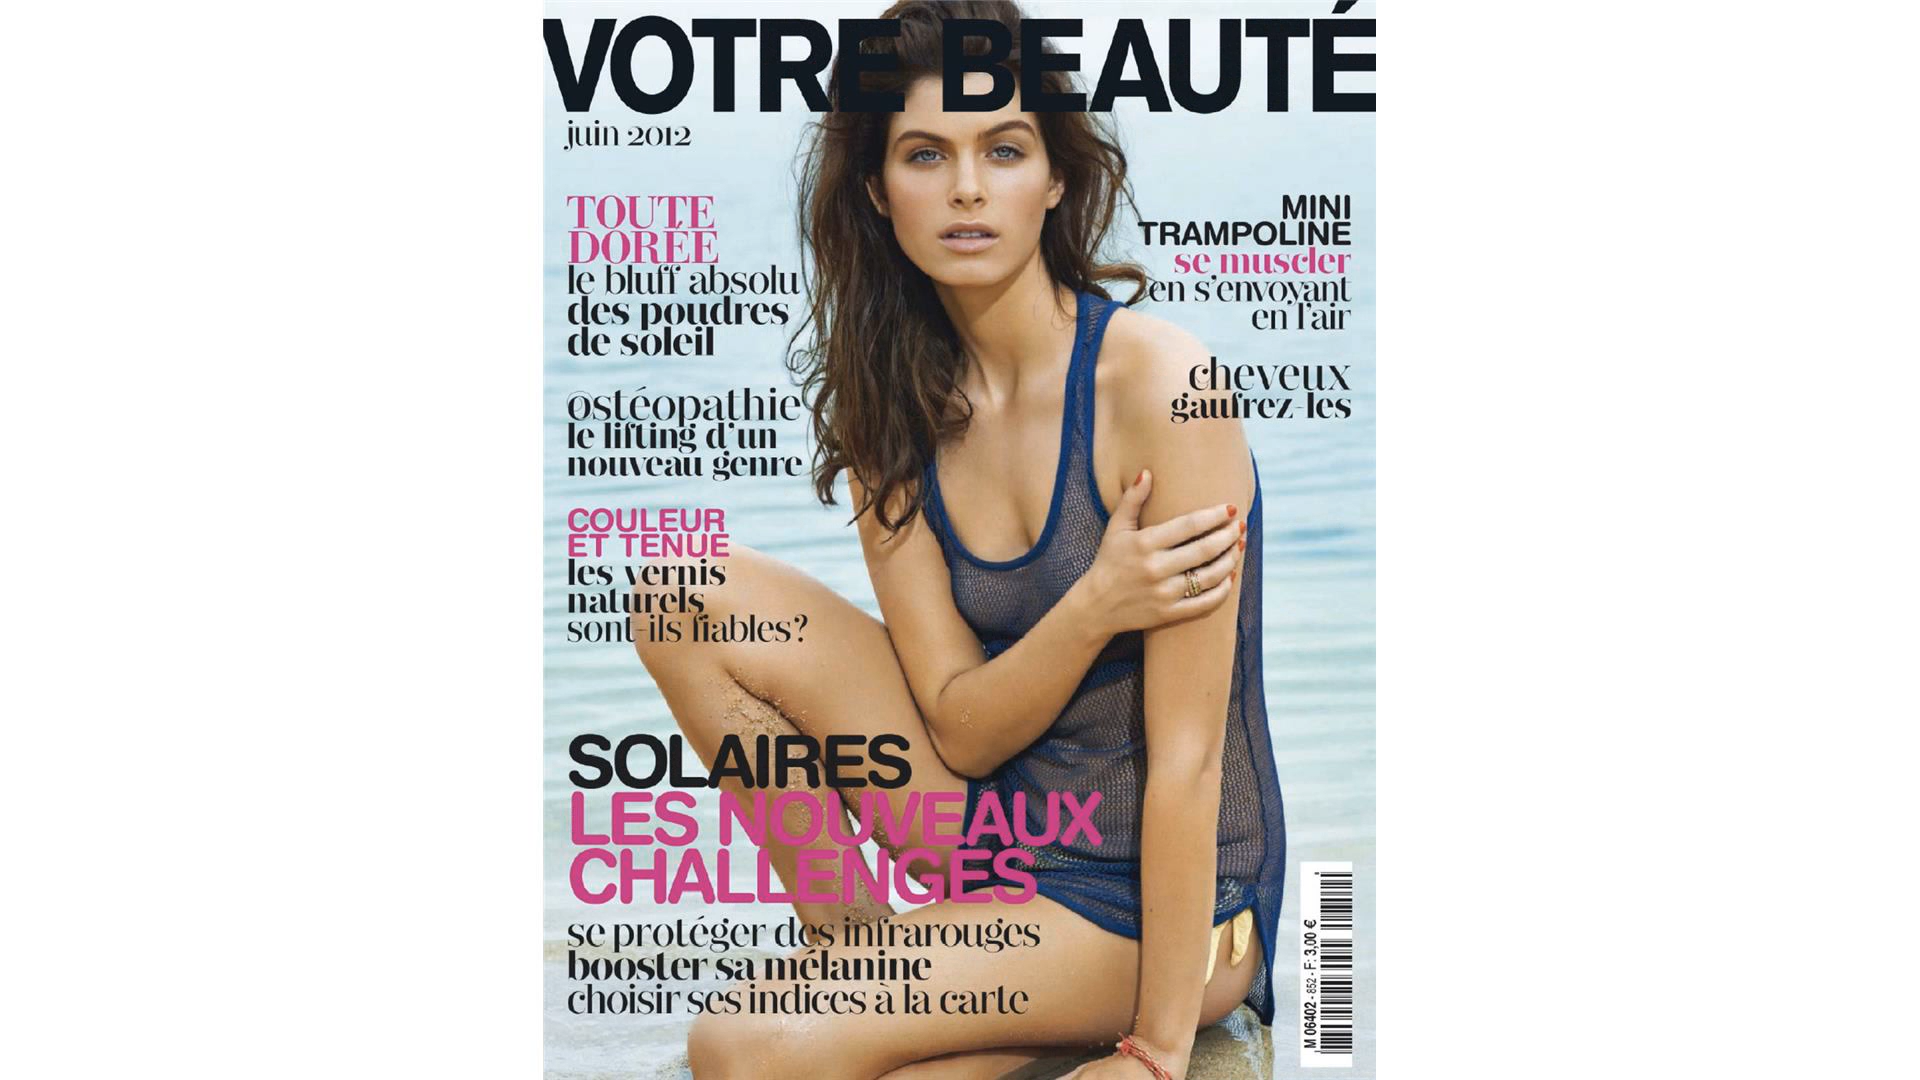 VOTRE BEAUTÉ
juin 2012
TOUTE
DORÉE
le bluff absolu
des poudres
de soleil
ostéopathie
le lifting d'un
nouveau genre
COULEUR
ET TENUE
les vernis
naturels
sont-ils fiables?
MINI
TRAMPOLINE
se muscler
en s'envoyant
en l'air
cheveux
gaufrez-les
SOLAIRES
LES NOUVEAUX
CHALLENGES
se protéger des infrarouges
booster sa mélanine
choisir ses indices à la carte
M 06402 - 852 - F: 3,00 €